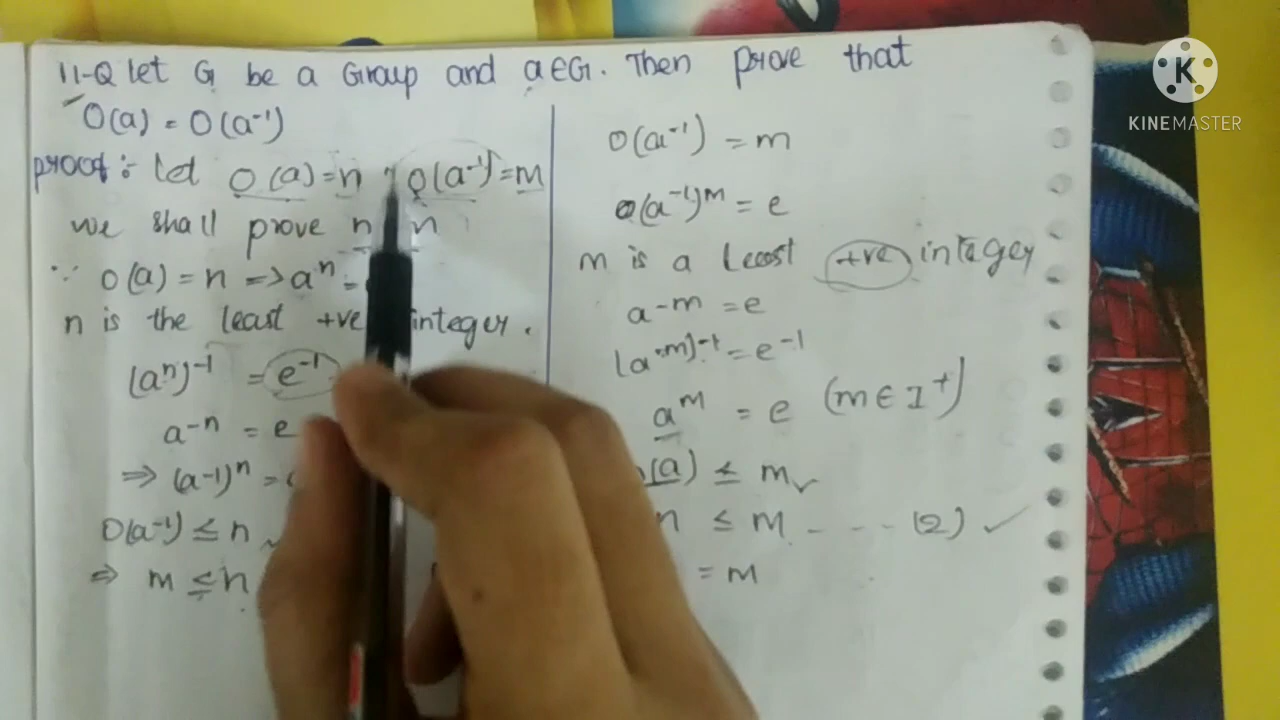 11-Q let G be a Group and a∈G. Then prove that
O(a) = O(a⁻¹)
proof:- let O(a)=n , O(a⁻¹)=m
we shall prove n
∵ O(a) = n => aⁿ =
n is the least +ve integer.
(aⁿ)⁻¹ = e⁻¹
a⁻ⁿ = e
⇒ (a-1)ⁿ =
O(a⁻¹) ≤ n
⇒ m ≤ n
O(a⁻¹) = m
(a⁻¹)ᵐ = e
m is a least +ve integer
a-m = e
(a-m)-1 = e-1
aᵐ = e (m∈I⁺)
(a) ≤ m
n ≤ m - - - - (2) ✓
= m
K
KINEMASTER